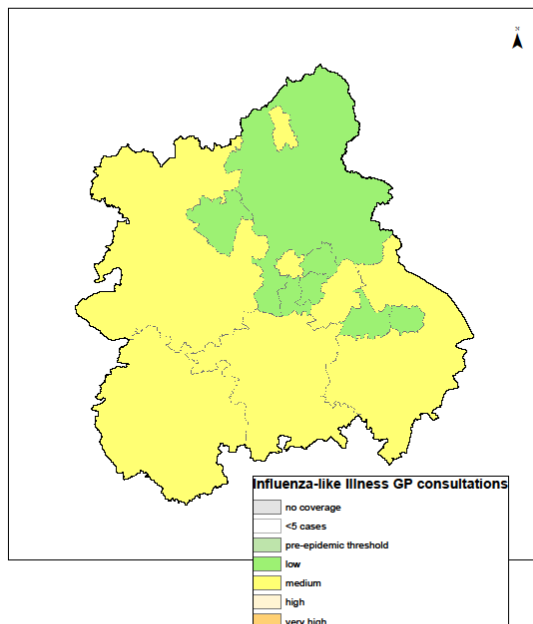 Influenza-like Illness GP consultations
no coverage
<5 cases
pre-epidemic threshold
low
medium
high
very high